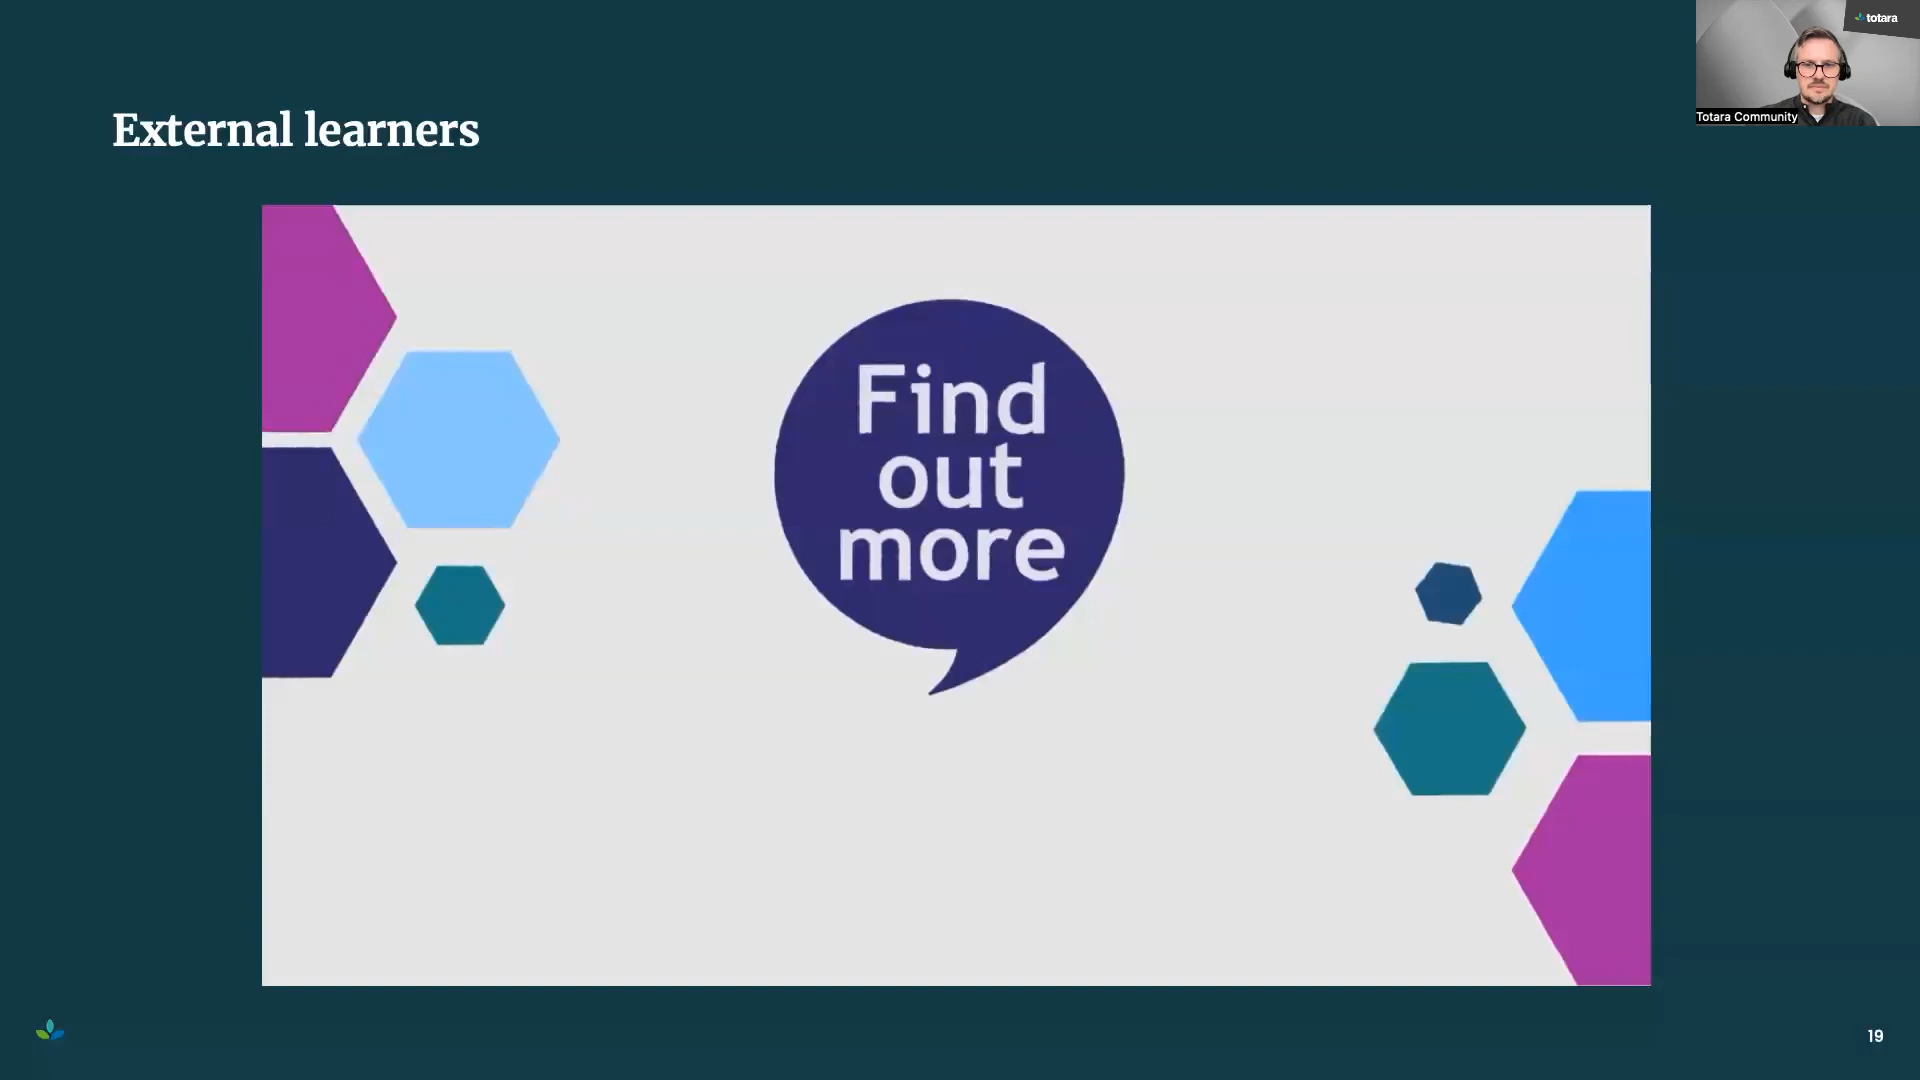 totara
Totara Community
External learners
Find
out
more
19